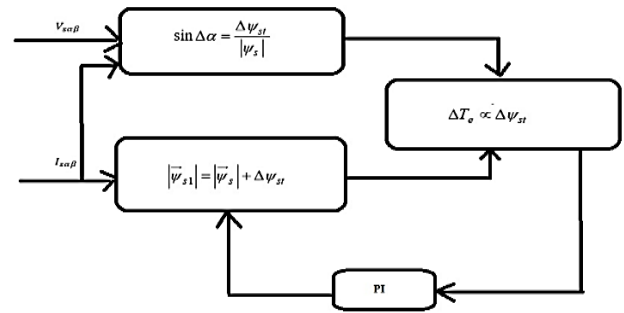 V_{sαβ}
sin Δα = Δψ_{st} / |ψ_s|
ΔT_e ∝ Δψ_{st}
I_{sαβ}
|ψ⃗_{s1}| = |ψ⃗_s| + Δψ_{st}
PI